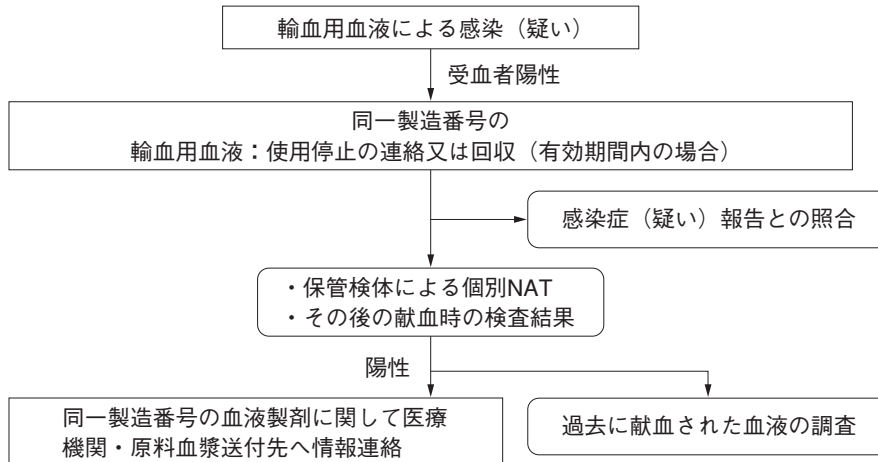 輸血用血液による感染（疑い）
受血者陽性
同一製造番号の
輸血用血液：使用停止の連絡又は回収（有効期間内の場合）
感染症（疑い）報告との照合
・保管検体による個別NAT
・その後の献血時の検査結果
陽性
同一製造番号の血液製剤に関して医療
機関・原料血漿送付先へ情報連絡
過去に献血された血液の調査